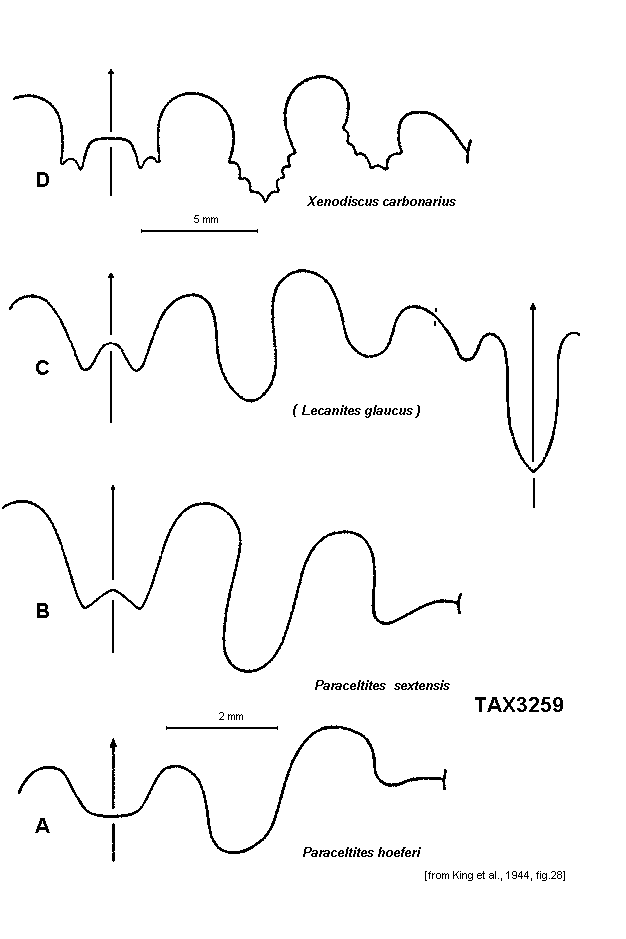 D
Xenodiscus carbonarius
5 mm
C
( Lecanites glaucus )
B
Paraceltites sextensis
TAX3259
2 mm
A
Paraceltites hoeferi
[from King et al., 1944, fig.28]